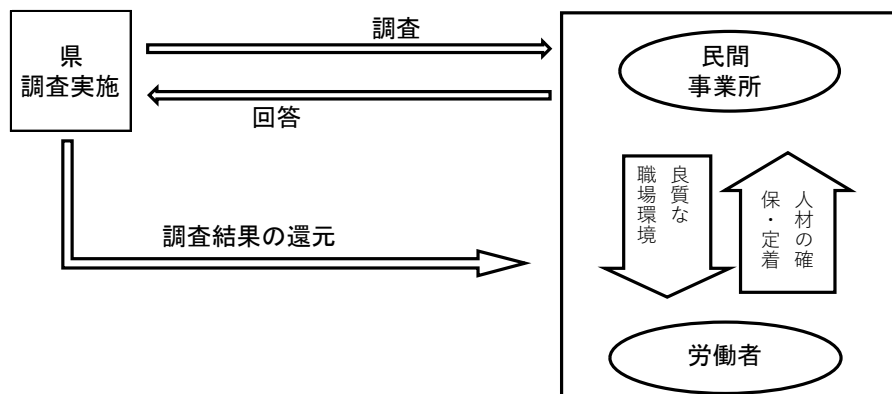 県
調査実施
調査
回答
調査結果の還元
民間
事業所
良質な
職場環境
人材の確
保・定着
労働者